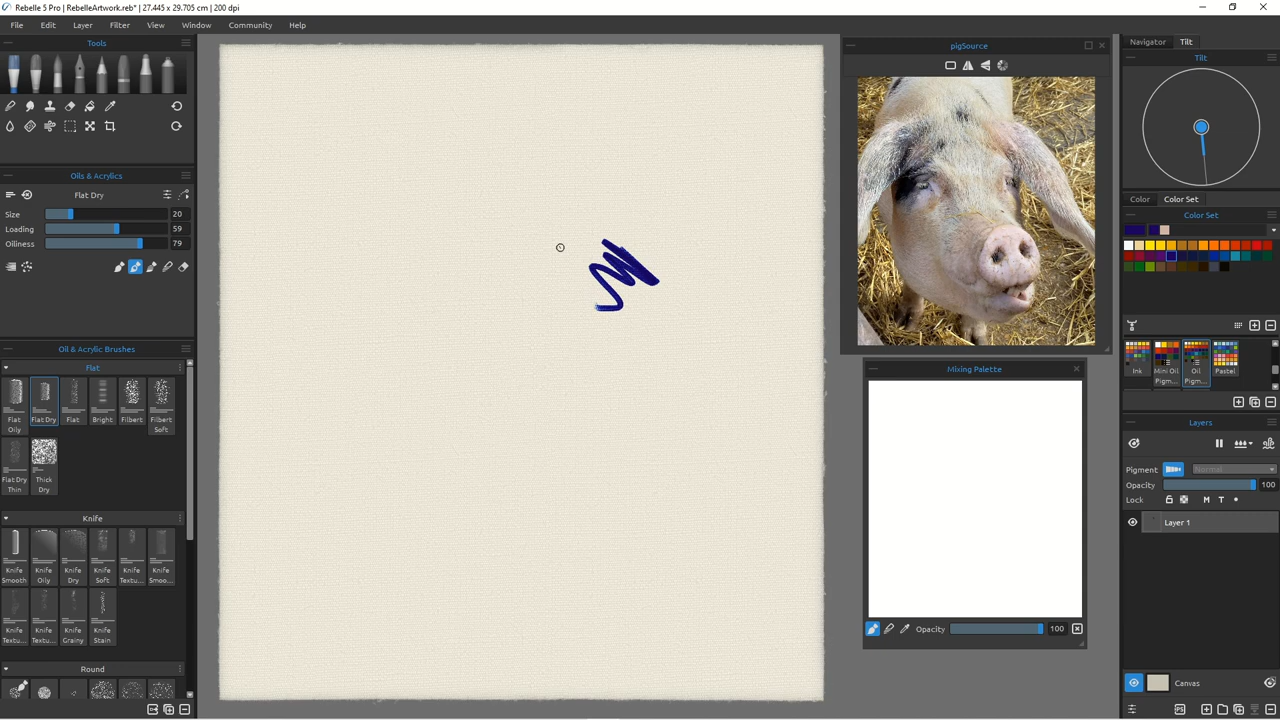 Rebelle 5 Pro | RebelleArtwork.reb* | 27.445 x 29.705 cm | 200 dpi
File Edit Layer Filter View Window Community Help
Tools
Oils & Acrylics
Flat Dry
Size 20
Loading 59
Oiliness 79
Oil & Acrylic Brushes
Flat
Flat Oily
Flat Dry
Flat
Bright
Filbert
Filbert Soft
Flat Dry Thin
Thick Dry
Knife
Knife Smooth
Knife Oily
Knife Dry
Knife Soft
Knife Textu...
Knife Smoo...
Knife Textu...
Knife Textu...
Knife Grainy
Knife Stain
Round
pigSource
Mixing Palette
Opacity 100
Navigator Tilt
Tilt
Color Color Set
Color Set
Ink
Mini Oil Pigm...
Oil Pigm...
Pastel
Layers
Pigment Normal
Opacity 100
Lock M T
Layer 1
Canvas
PS